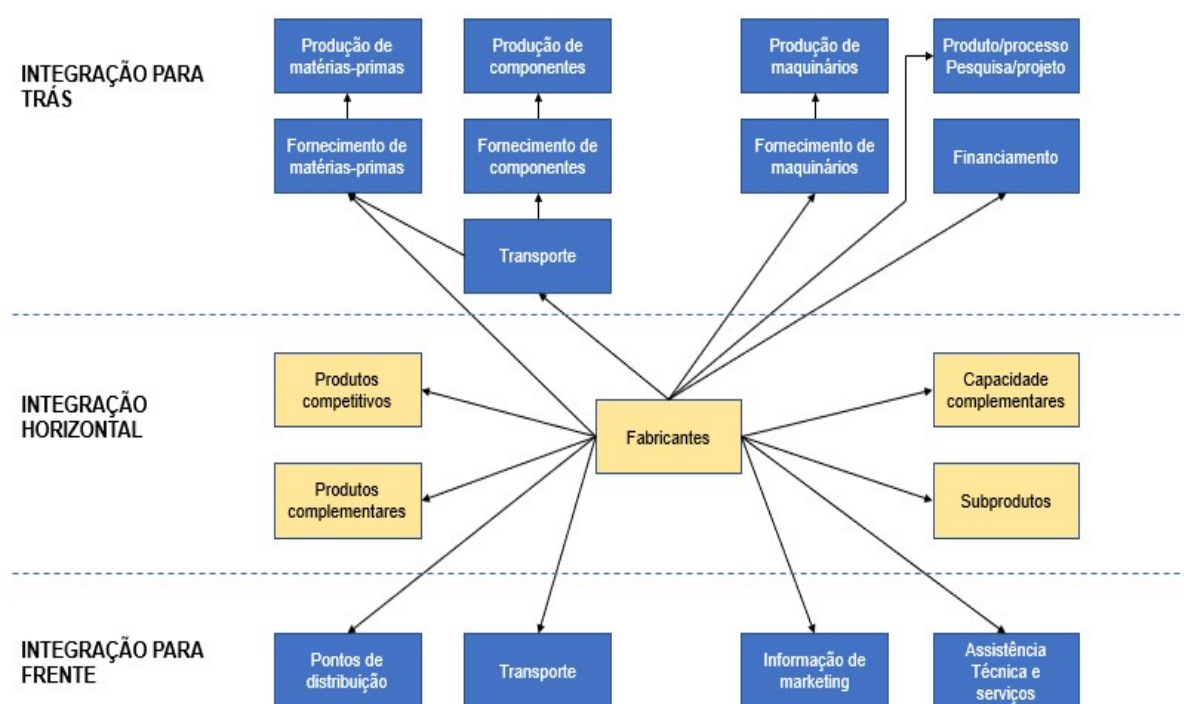 INTEGRAÇÃO PARA
TRÁS
Produção de
matérias-primas
Produção de
componentes
Produção de
maquinários
Produto/processo
Pesquisa/projeto
Fornecimento de
matérias-primas
Fornecimento de
componentes
Fornecimento de
maquinários
Financiamento
Transporte
INTEGRAÇÃO
HORIZONTAL
Produtos
competitivos
Fabricantes
Capacidade
complementares
Produtos
complementares
Subprodutos
INTEGRAÇÃO PARA
FRENTE
Pontos de
distribuição
Transporte
Informação de
marketing
Assistência
Técnica e
serviços